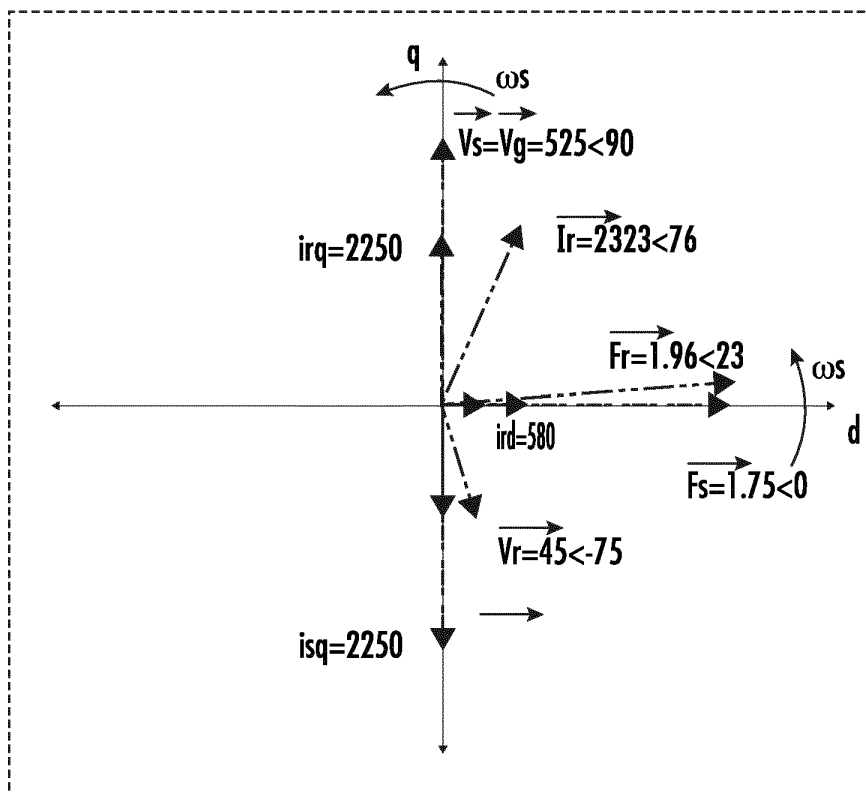 q
ωs
Vs=Vg=525<90
irq=2250
Ir=2323<76
Fr=1.96<23
ωs
ird=580
d
Fs=1.75<0
Vr=45<-75
isq=2250